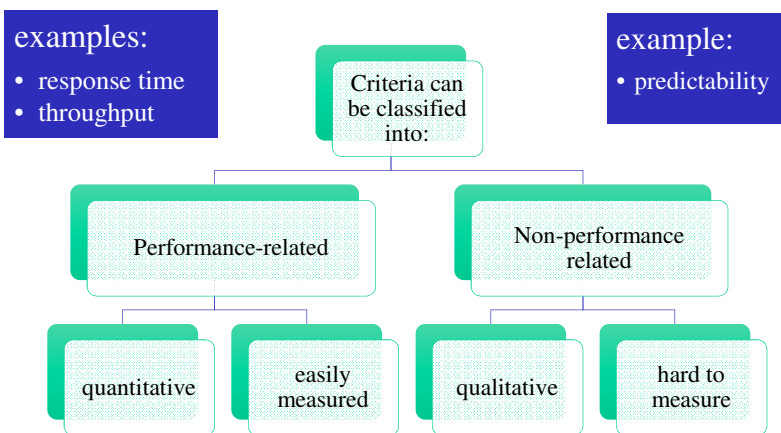 examples:
• response time
• throughput
example:
• predictability
Criteria can
be classified
into:
Performance-related
Non-performance
related
quantitative
easily
measured
qualitative
hard to
measure